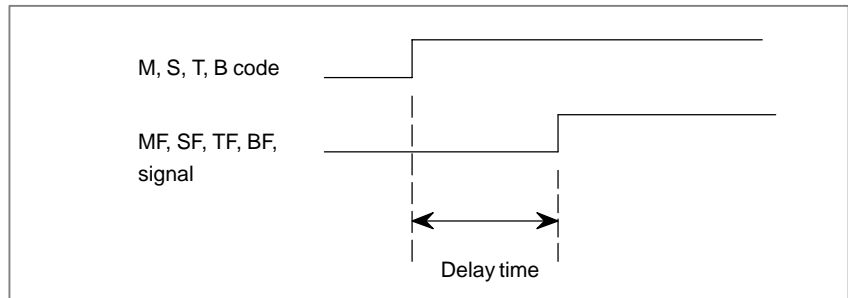 M, S, T, B code
MF, SF, TF, BF,
signal
Delay time